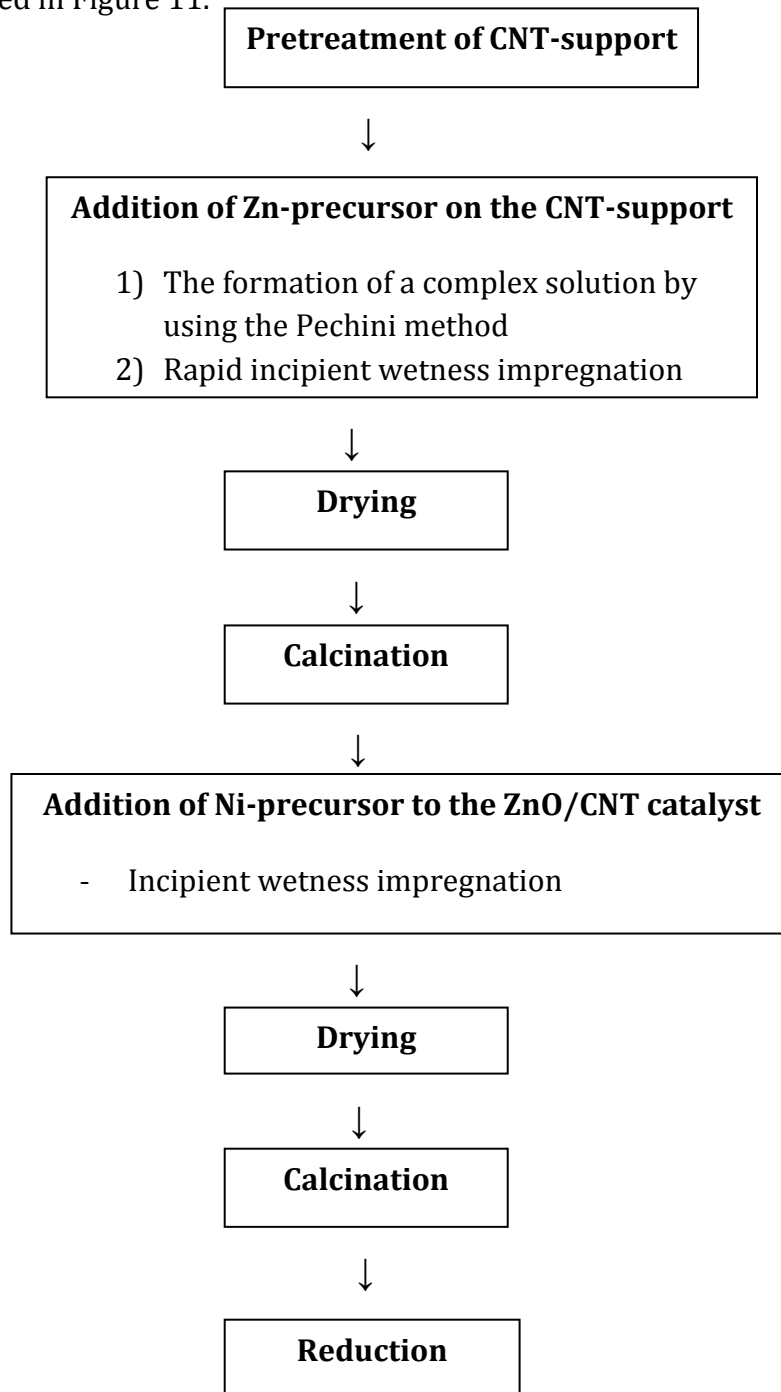 ed in Figure 11.
Pretreatment of CNT-support
↓
Addition of Zn-precursor on the CNT-support
1) The formation of a complex solution by
using the Pechini method
2) Rapid incipient wetness impregnation
↓
Drying
↓
Calcination
↓
Addition of Ni-precursor to the ZnO/CNT catalyst
- Incipient wetness impregnation
↓
Drying
↓
Calcination
↓
Reduction